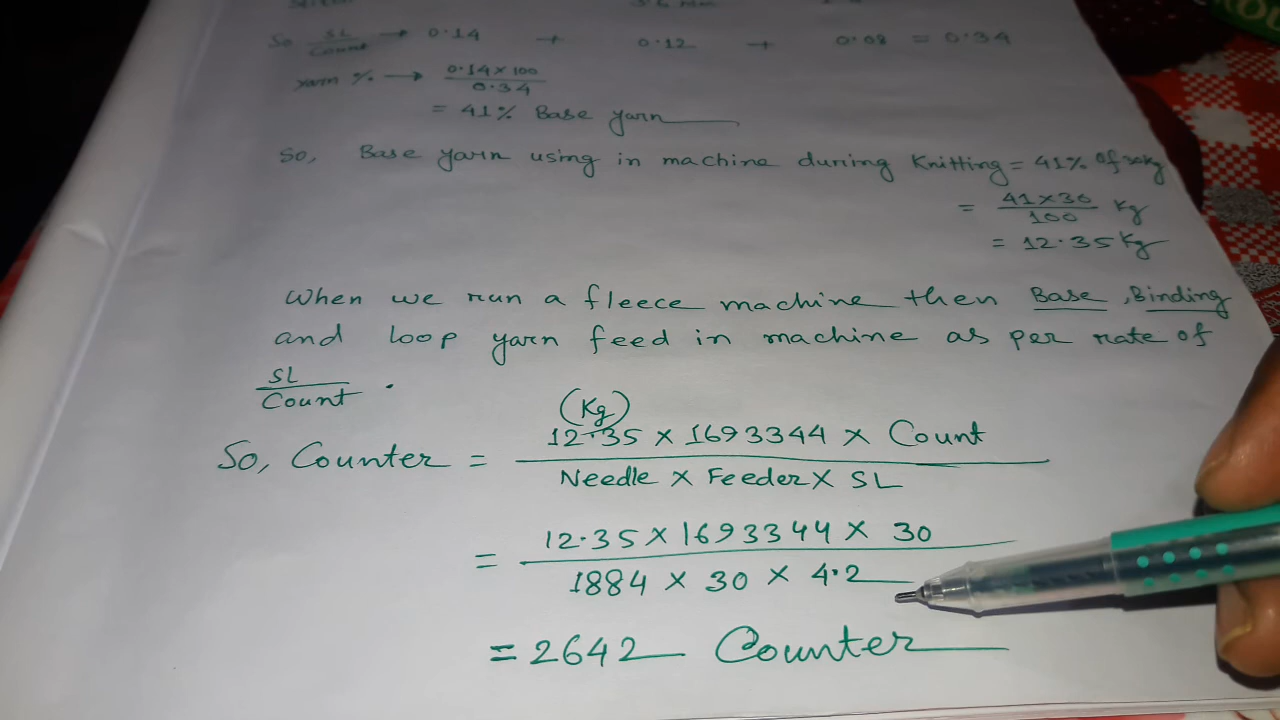 So SL/Count → 0.14 + 0.12 + 0.08 = 0.34
Yarn % → 0.14 x 100 / 0.34
= 41% Base yarn
So, Base yarn using in machine during Knitting = 41% of 30kg
= 41 x 30 / 100 Kg
= 12.35 Kg
When we run a fleece machine then Base, Binding
and loop yarn feed in machine as per rate of
SL/Count.
(Kg)
So, Counter = 12.35 x 1693344 x Count / Needle x Feeder x SL
= 12.35 x 1693344 x 30 / 1884 x 30 x 4.2
= 2642 Counter